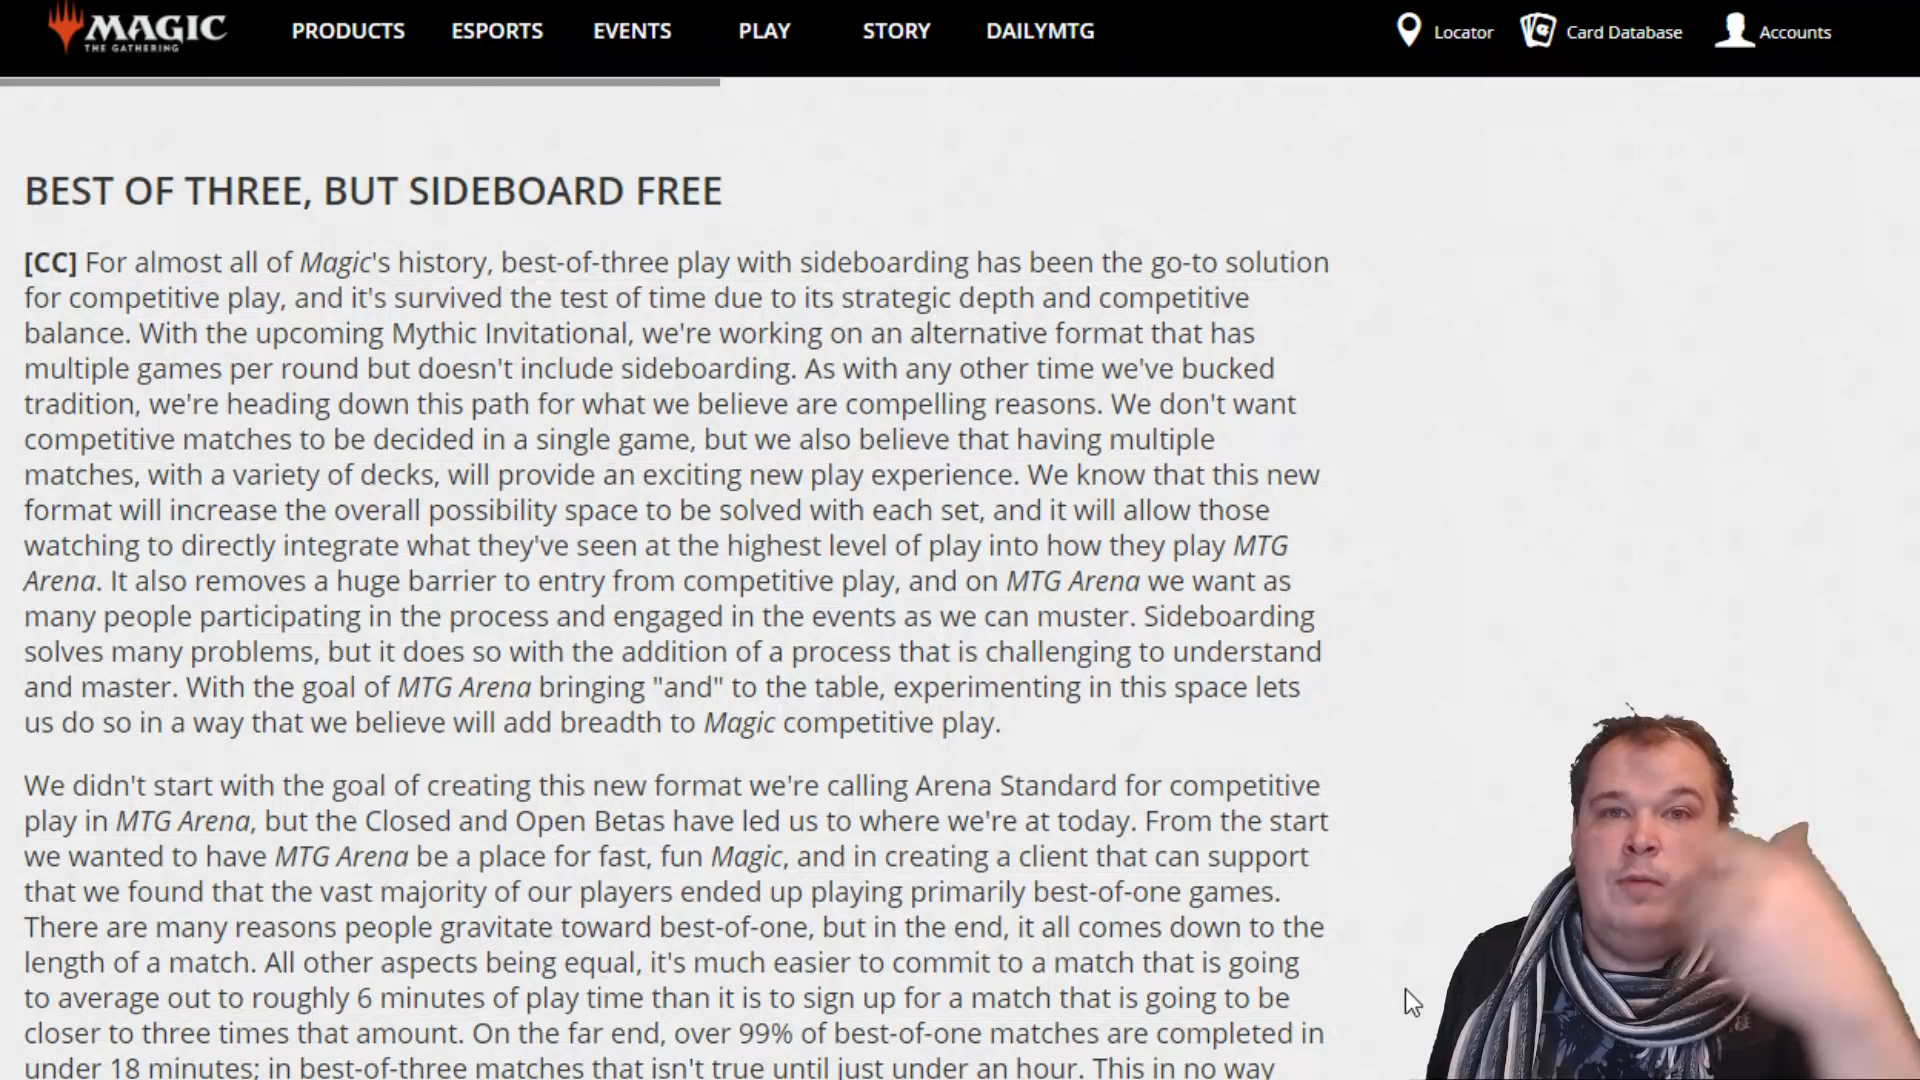 MAGIC
THE GATHERING
PRODUCTS ESPORTS EVENTS PLAY STORY DAILYMTG
Locator Card Database Accounts
BEST OF THREE, BUT SIDEBOARD FREE
[CC] For almost all of Magic's history, best-of-three play with sideboarding has been the go-to solution
for competitive play, and it's survived the test of time due to its strategic depth and competitive
balance. With the upcoming Mythic Invitational, we're working on an alternative format that has
multiple games per round but doesn't include sideboarding. As with any other time we've bucked
tradition, we're heading down this path for what we believe are compelling reasons. We don't want
competitive matches to be decided in a single game, but we also believe that having multiple
matches, with a variety of decks, will provide an exciting new play experience. We know that this new
format will increase the overall possibility space to be solved with each set, and it will allow those
watching to directly integrate what they've seen at the highest level of play into how they play MTG
Arena. It also removes a huge barrier to entry from competitive play, and on MTG Arena we want as
many people participating in the process and engaged in the events as we can muster. Sideboarding
solves many problems, but it does so with the addition of a process that is challenging to understand
and master. With the goal of MTG Arena bringing "and" to the table, experimenting in this space lets
us do so in a way that we believe will add breadth to Magic competitive play.
We didn't start with the goal of creating this new format we're calling Arena Standard for competitive
play in MTG Arena, but the Closed and Open Betas have led us to where we're at today. From the start
we wanted to have MTG Arena be a place for fast, fun Magic, and in creating a client that can support
that we found that the vast majority of our players ended up playing primarily best-of-one games.
There are many reasons people gravitate toward best-of-one, but in the end, it all comes down to the
length of a match. All other aspects being equal, it's much easier to commit to a match that is going
to average out to roughly 6 minutes of play time than it is to sign up for a match that is going to be
closer to three times that amount. On the far end, over 99% of best-of-one matches are completed in
under 18 minutes; in best-of-three matches that isn't true until just under an hour. This in no way